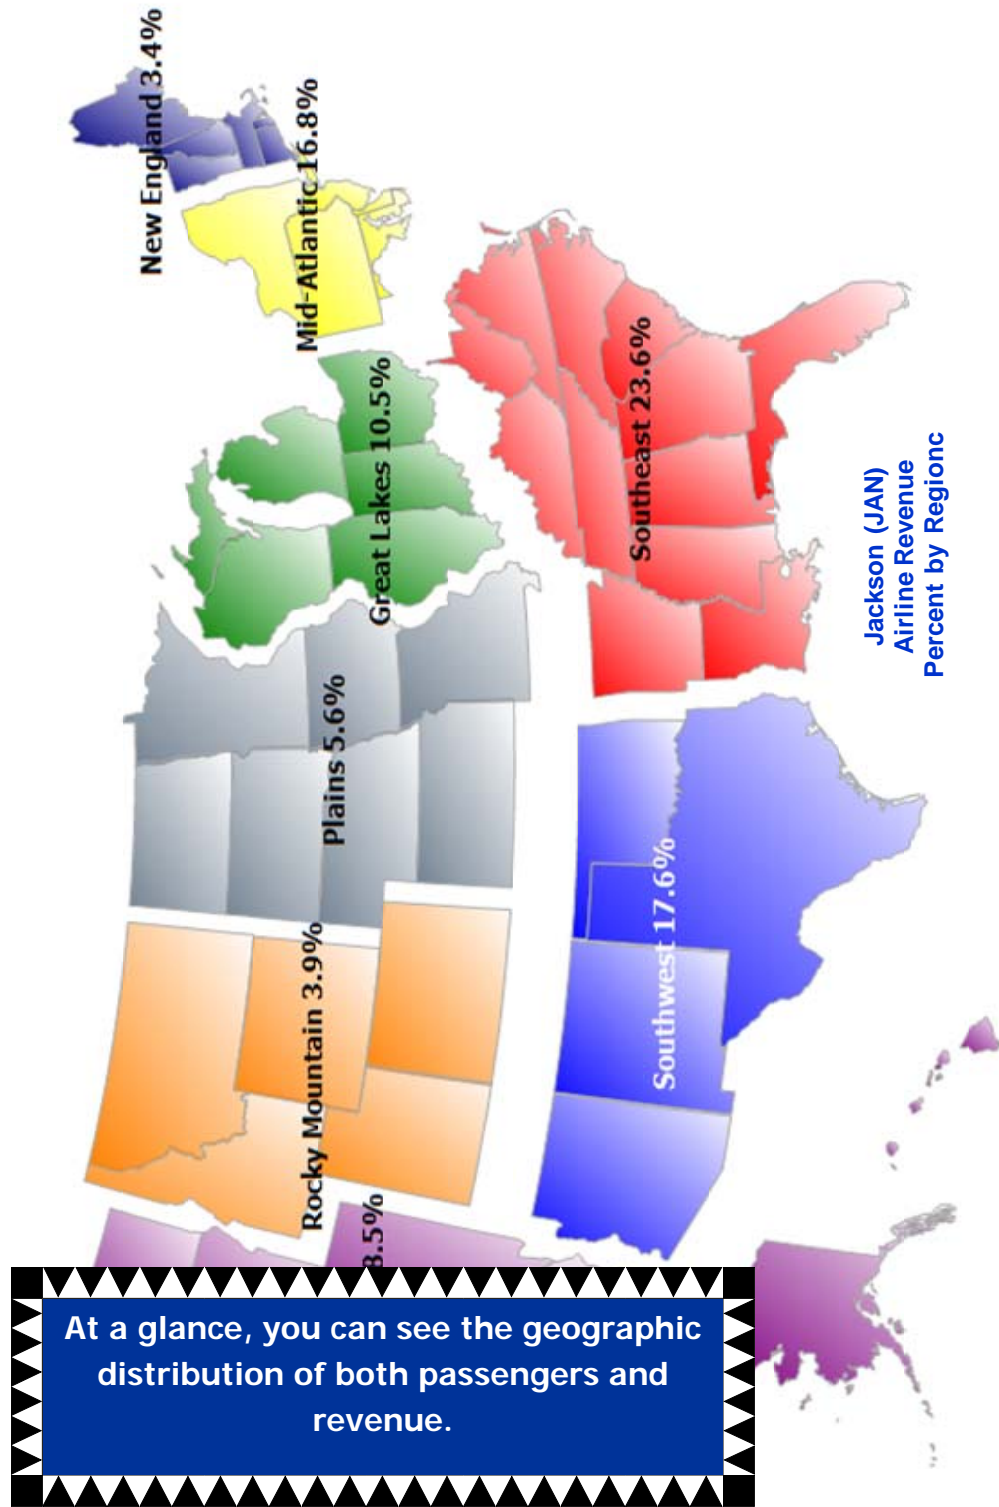 New England 3.4%
Mid-Atlantic 16.8%
Great Lakes 10.5%
Southeast 23.6%
Plains 5.6%
Southwest 17.6%
Rocky Mountain 3.9%
8.5%
Jackson (JAN)
Airline Revenue
Percent by Regionc
At a glance, you can see the geographic
distribution of both passengers and
revenue.